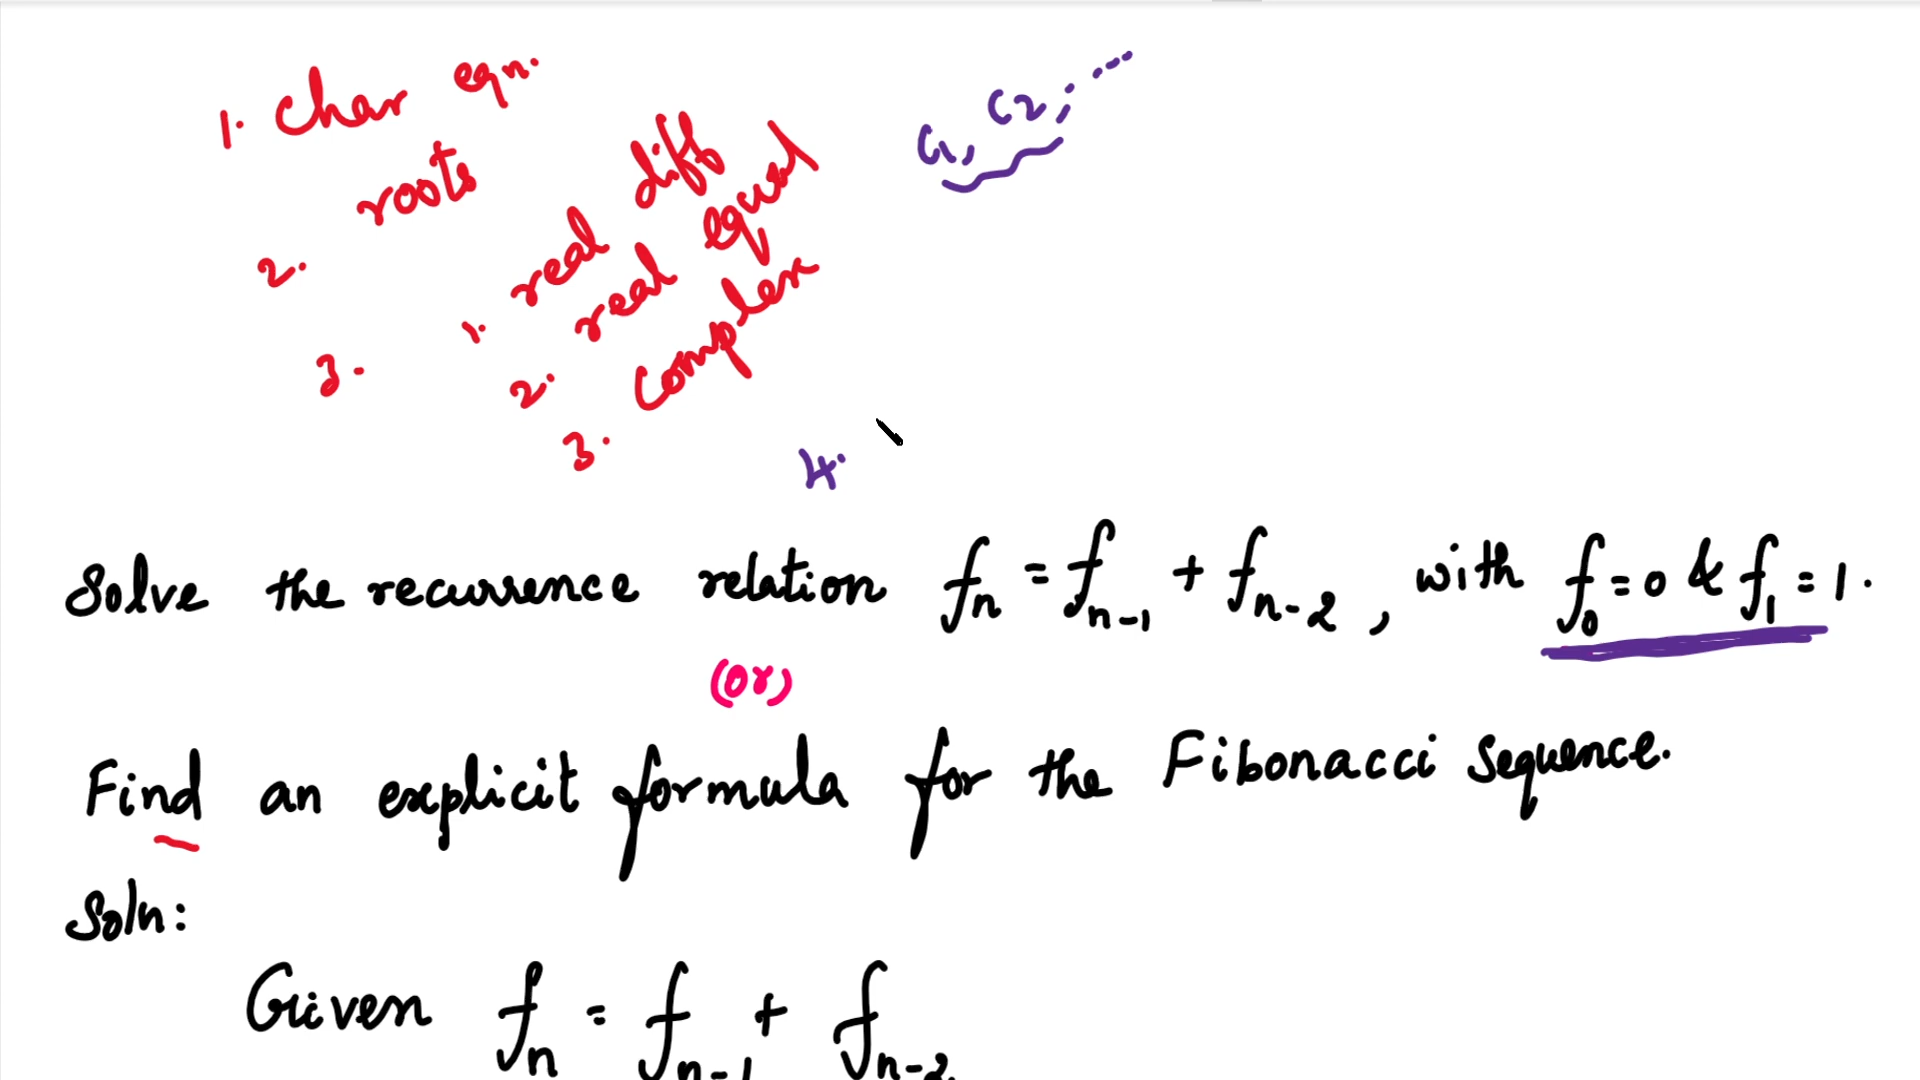 1. Char eqn.
2. roots
3. 1. real diff
2. real equal
3. complex
C1, C2, ....
4.
Solve the recurrence relation fn = fn-1 + fn-2, with f0 = 0 & f1 = 1.
(or)
Find an explicit formula for the Fibonacci Sequence.
Soln:
Given fn = fn-1 + fn-2